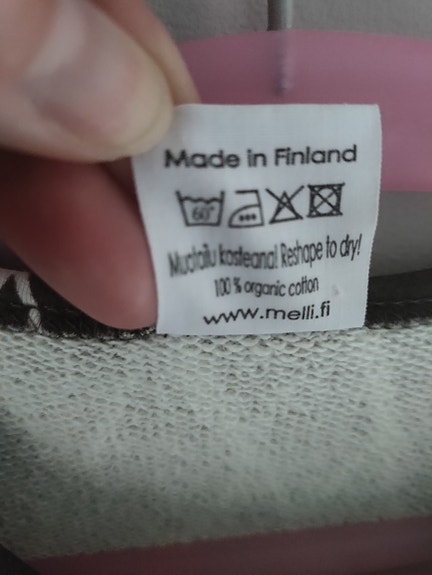 Made in Finland
60°
Muotoilu kosteana! Reshape to dry!
100 % organic cotton
www.melli.fi